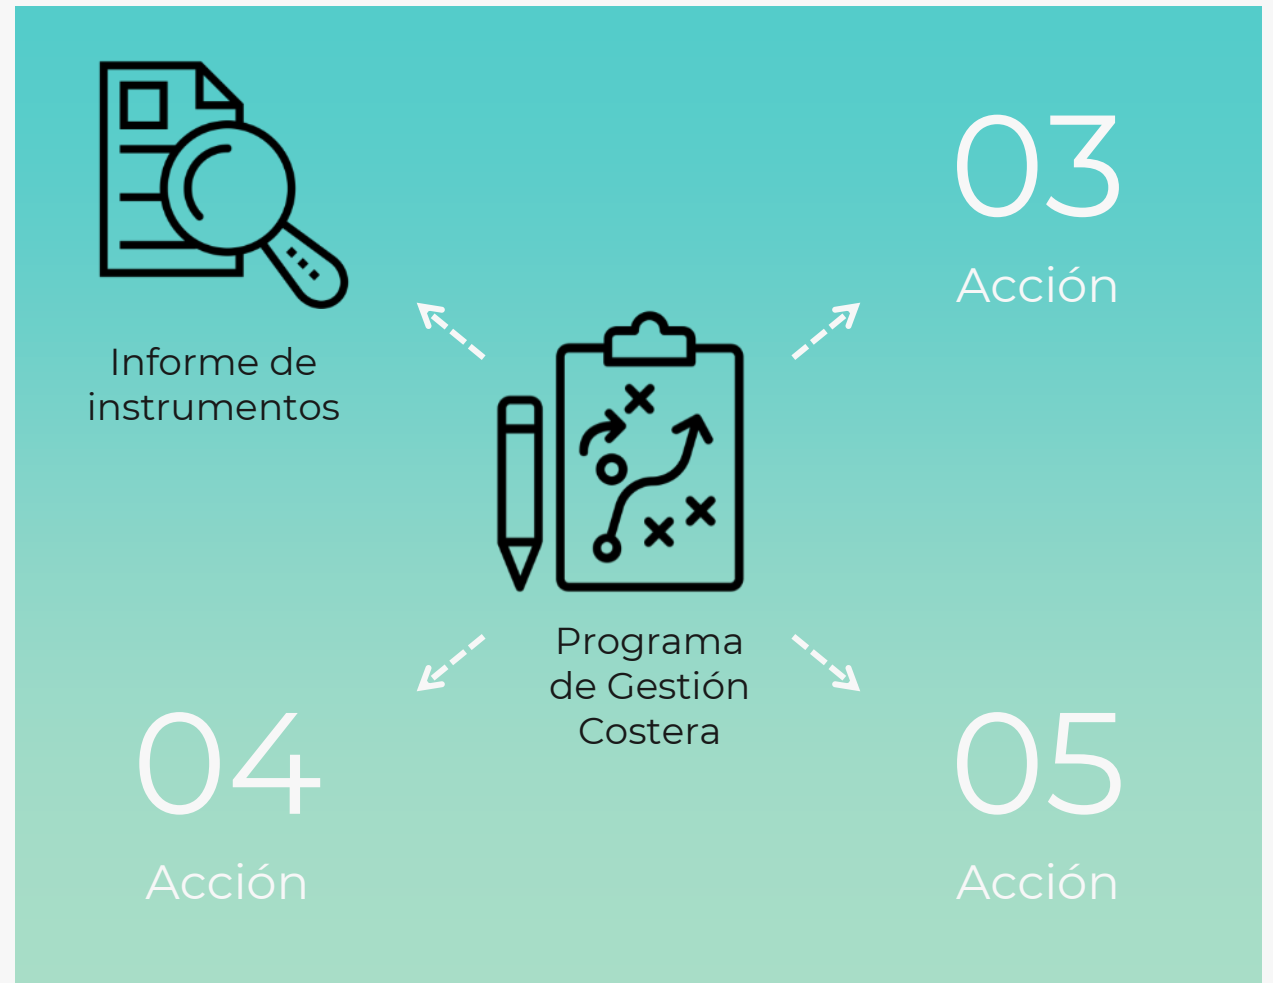 Informe de
instrumentos
03
Acción
Programa
de Gestión
Costera
04
Acción
05
Acción